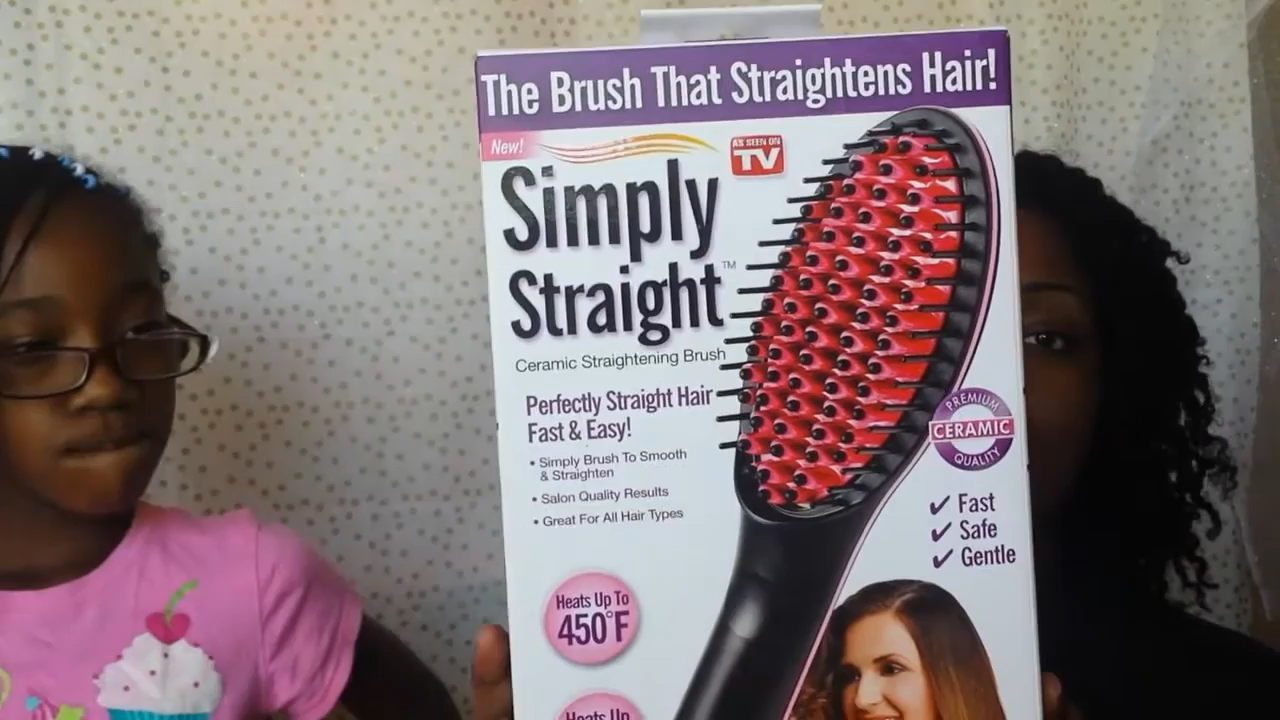 The Brush That Straightens Hair!
New!
AS SEEN ON
TV
Simply
Straight™
Ceramic Straightening Brush
Perfectly Straight Hair
Fast & Easy!
• Simply Brush To Smooth
& Straighten
• Salon Quality Results
• Great For All Hair Types
PREMIUM
CERAMIC
QUALITY
✓ Fast
✓ Safe
✓ Gentle
Heats Up To
450°F
Heats Up